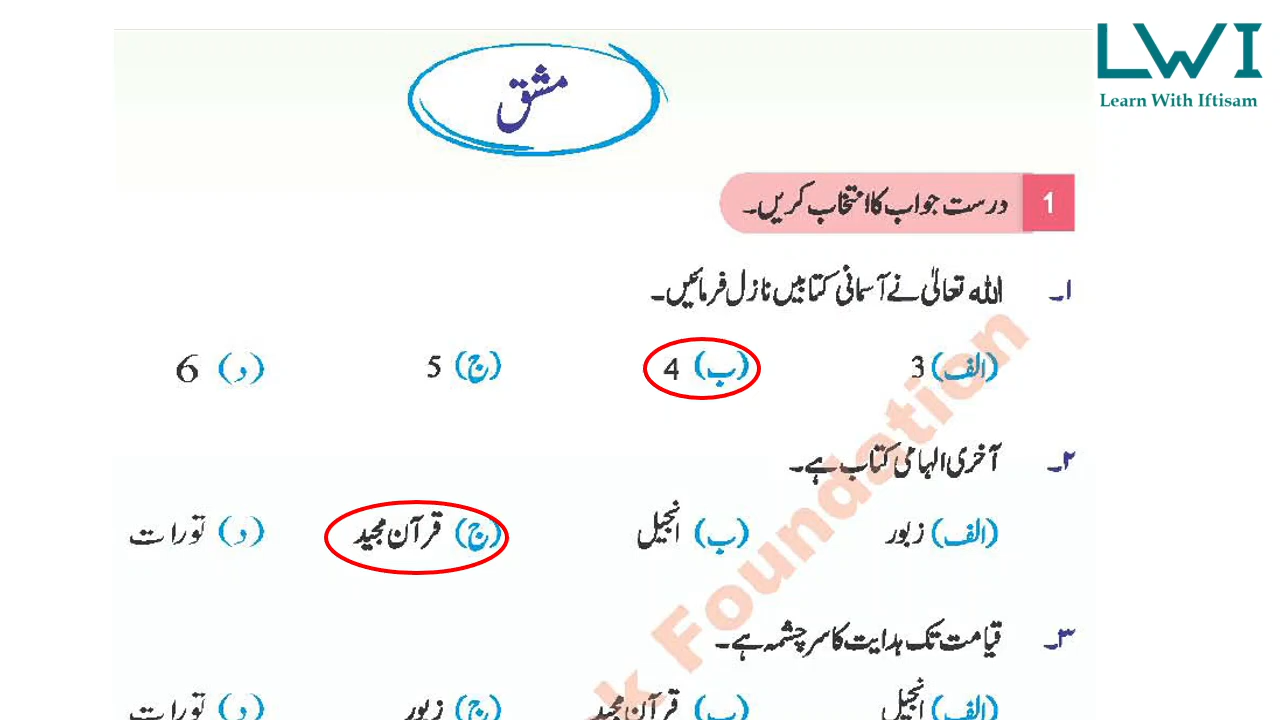 LWI
Learn With Iftisam
مشق
1 درست جواب کا انتخاب کریں۔
۱۔ اللہ تعالیٰ نے آسمانی کتابیں نازل فرمائیں۔
(الف) 3 (ب) 4 (ج) 5 (د) 6
۲۔ آخری الہامی کتاب ہے۔
(الف) زبور (ب) انجیل (ج) قرآن مجید (د) تورات
۳۔ قیامت تک ہدایت کا سرچشمہ ہے۔
(الف) انجیل (ب) قرآن مجید (ج) زبور (د) تورات
k Foundation